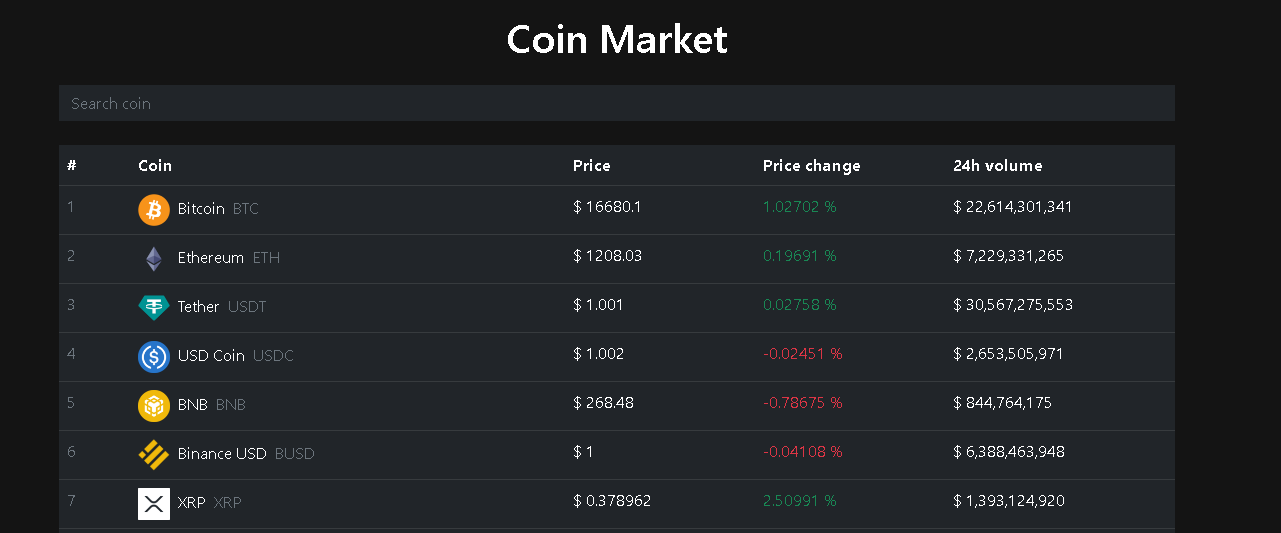 Coin Market
Search coin
# Coin Price Price change 24h volume
1 Bitcoin BTC $ 16680.1 1.02702 % $ 22,614,301,341
2 Ethereum ETH $ 1208.03 0.19691 % $ 7,229,331,265
3 Tether USDT $ 1.001 0.02758 % $ 30,567,275,553
4 USD Coin USDC $ 1.002 -0.02451 % $ 2,653,505,971
5 BNB BNB $ 268.48 -0.78675 % $ 844,764,175
6 Binance USD BUSD $ 1 -0.04108 % $ 6,388,463,948
7 XRP XRP $ 0.378962 2.50991 % $ 1,393,124,920